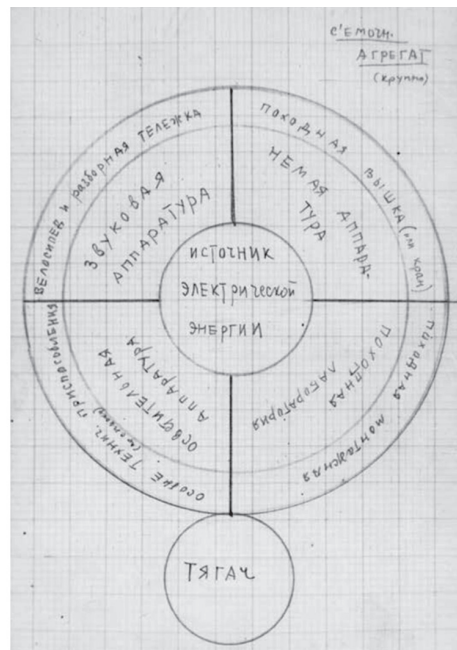 С'ЕМОЧН.
АГРЕГАТ
(крупно)
ВЕЛОСИПЕД и разборная ТЕЛЕЖКА
ПОХОДНАЯ ВЫШКА (или кран)
ЗВУКОВАЯ
АППАРАТУРА
НЕМАЯ АППАРА-
ТУРА
ИСТОЧНИК
ЭЛЕКТРИЧЕСКОЙ
ЭНЕРГИИ
ОСВЕТИТЕЛЬНАЯ
АППАРАТУРА
ПОХОДНАЯ
ЛАБОРАТОРИЯ
ОСОБЫЕ ТЕХНИЧ. ПРИСПОСОБЛЕНИЯ
ПОХОДНАЯ МОНТАЖНАЯ
ТЯГАЧ